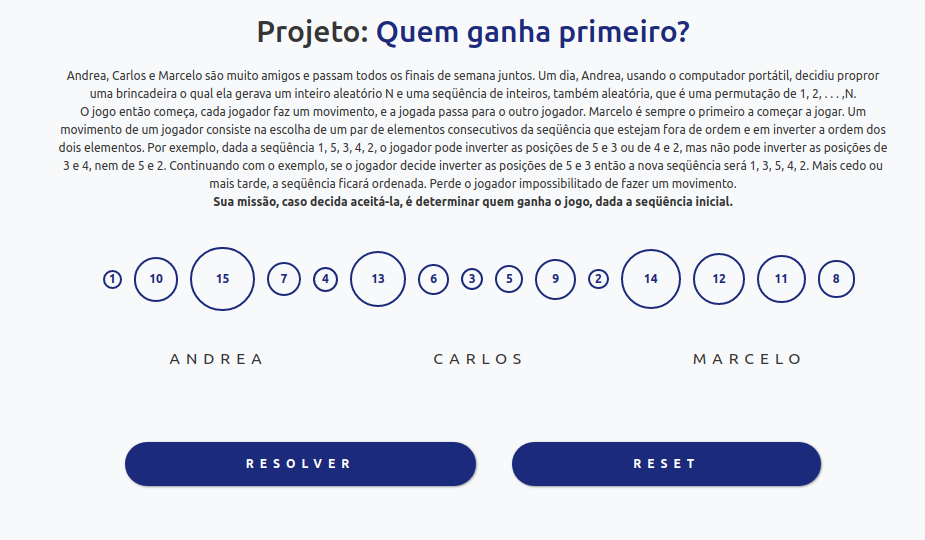 Projeto: Quem ganha primeiro?
Andrea, Carlos e Marcelo são muito amigos e passam todos os finais de semana juntos. Um dia, Andrea, usando o computador portátil, decidiu propror
uma brincadeira o qual ela gerava um inteiro aleatório N e uma seqüência de inteiros, também aleatória, que é uma permutação de 1, 2, . . . ,N.
O jogo então começa, cada jogador faz um movimento, e a jogada passa para o outro jogador. Marcelo é sempre o primeiro a começar a jogar. Um
movimento de um jogador consiste na escolha de um par de elementos consecutivos da seqüência que estejam fora de ordem e em inverter a ordem dos
dois elementos. Por exemplo, dada a seqüência 1, 5, 3, 4, 2, o jogador pode inverter as posições de 5 e 3 ou de 4 e 2, mas não pode inverter as posições de
3 e 4, nem de 5 e 2. Continuando com o exemplo, se o jogador decide inverter as posições de 5 e 3 então a nova seqüência será 1, 3, 5, 4, 2. Mais cedo ou
mais tarde, a seqüência ficará ordenada. Perde o jogador impossibilitado de fazer um movimento.
Sua missão, caso decida aceitá-la, é determinar quem ganha o jogo, dada a seqüência inicial.
1 10 15 7 4 13 6 3 5 9 2 14 12 11 8
ANDREA CARLOS MARCELO
RESOLVER RESET